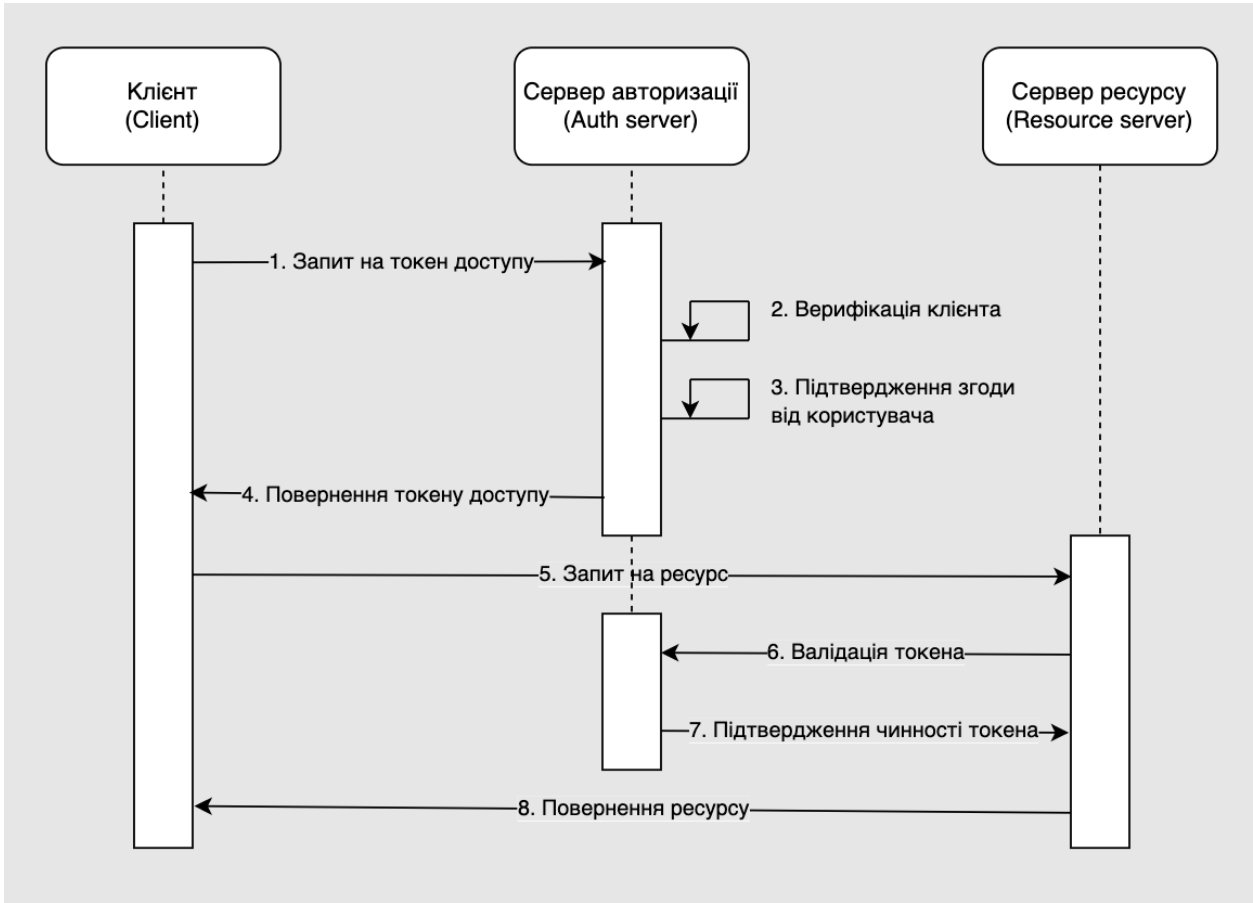 Клієнт
(Client)
Сервер авторизації
(Auth server)
Сервер ресурсу
(Resource server)
1. Запит на токен доступу
2. Верифікація клієнта
3. Підтвердження згоди
від користувача
4. Повернення токену доступу
5. Запит на ресурс
6. Валідація токена
7. Підтвердження чинності токена
8. Повернення ресурсу